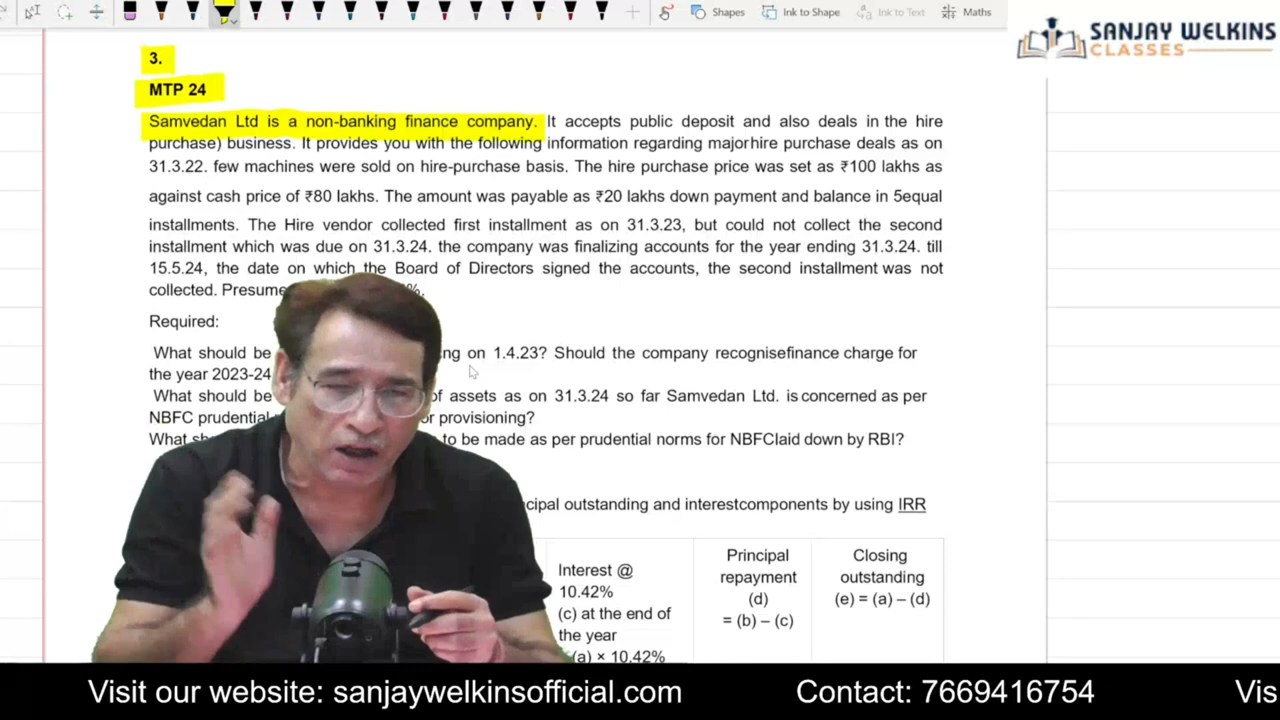 Shapes
Ink to Shape
Ink to Text
Maths
SANJAY WELKINS
CLASSES
3.
MTP 24
Samvedan Ltd is a non-banking finance company. It accepts public deposit and also deals in the hire
purchase) business. It provides you with the following information regarding majorhire purchase deals as on
31.3.22. few machines were sold on hire-purchase basis. The hire purchase price was set as ₹100 lakhs as
against cash price of ₹80 lakhs. The amount was payable as ₹20 lakhs down payment and balance in 5equal
installments. The Hire vendor collected first installment as on 31.3.23, but could not collect the second
installment which was due on 31.3.24. the company was finalizing accounts for the year ending 31.3.24. till
15.5.24, the date on which the Board of Directors signed the accounts, the second installment was not
collected. Presume %.
Required:
What should be on 1.4.23? Should the company recognisefinance charge for
the year 2023-24
What should be of assets as on 31.3.24 so far Samvedan Ltd. is concerned as per
NBFC prudential provisioning?
What to be made as per prudential norms for NBFClaid down by RBI?
outstanding and interestcomponents by using IRR
Interest @
10.42%
(c) at the end of
the year
(a) × 10.42%
Principal
repayment
(d)
= (b) – (c)
Closing
outstanding
(e) = (a) – (d)
Visit our website: sanjaywelkinsofficial.com
Contact: 7669416754
Vis